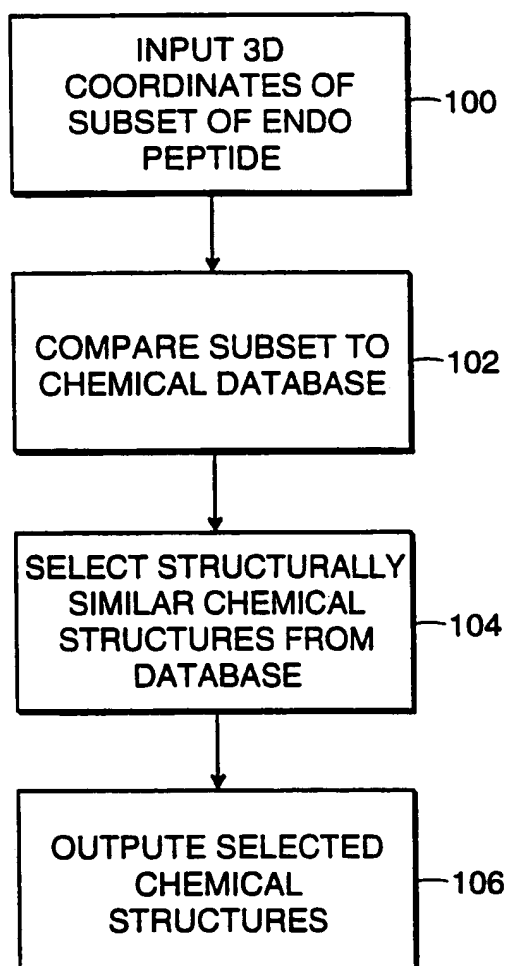 INPUT 3D
COORDINATES OF
SUBSET OF ENDO
PEPTIDE
100
COMPARE SUBSET TO
CHEMICAL DATABASE
102
SELECT STRUCTURALLY
SIMILAR CHEMICAL
STRUCTURES FROM
DATABASE
104
OUTPUTE SELECTED
CHEMICAL
STRUCTURES
106